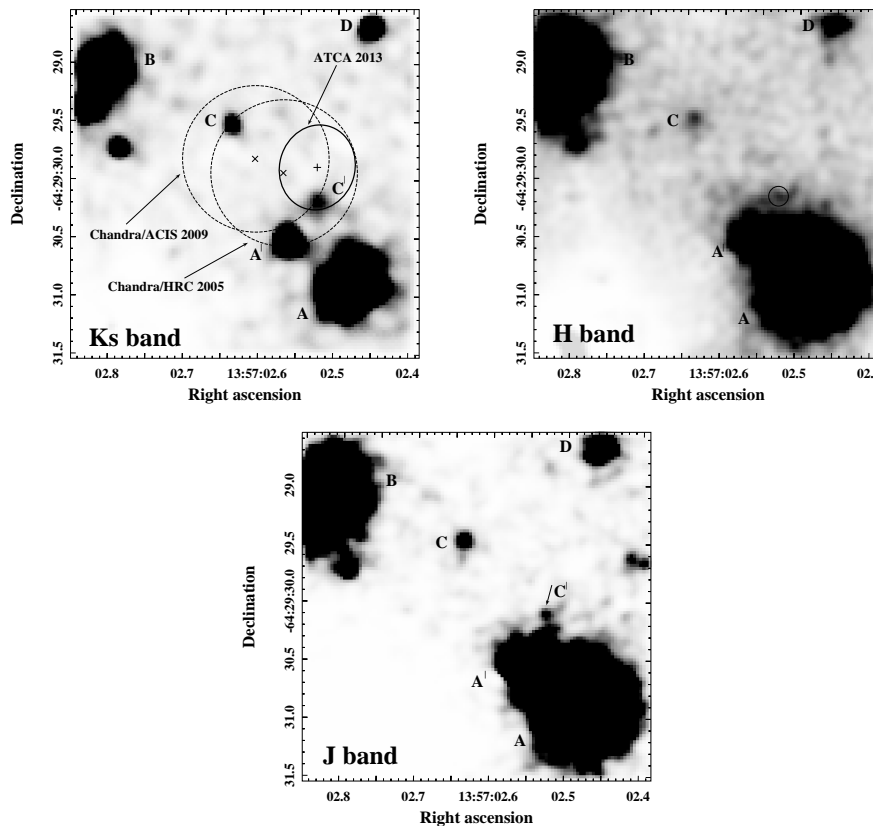 D
B
ATCA 2013
C
C|
Chandra/ACIS 2009
A|
Chandra/HRC 2005
A
Ks band
Declination
29.0
29.5
-64:29:30.0
30.5
31.0
31.5
02.8 02.7 13:57:02.6 02.5 02.4
Right ascension
D
B
C
A|
A
H band
Declination
29.0
29.5
-64:29:30.0
30.5
31.0
31.5
02.8 02.7 13:57:02.6 02.5 02.
Right ascension
D
B
C
C|
A|
A
J band
Declination
29.0
29.5
-64:29:30.0
30.5
31.0
31.5
02.8 02.7 13:57:02.6 02.5 02.4
Right ascension